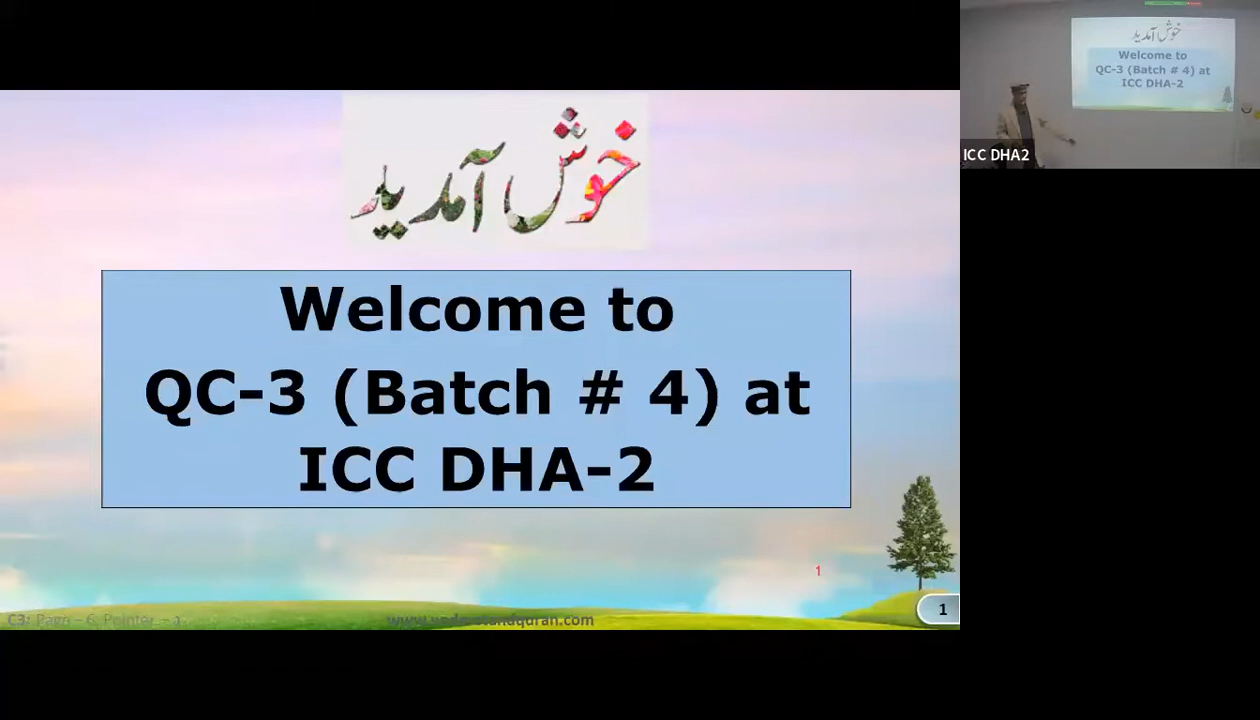 خوش آمدید
Welcome to
QC-3 (Batch # 4) at
ICC DHA-2
1
www.understandquran.com
1
خوش آمدید
Welcome to
QC-3 (Batch # 4) at
ICC DHA-2
ICC DHA2